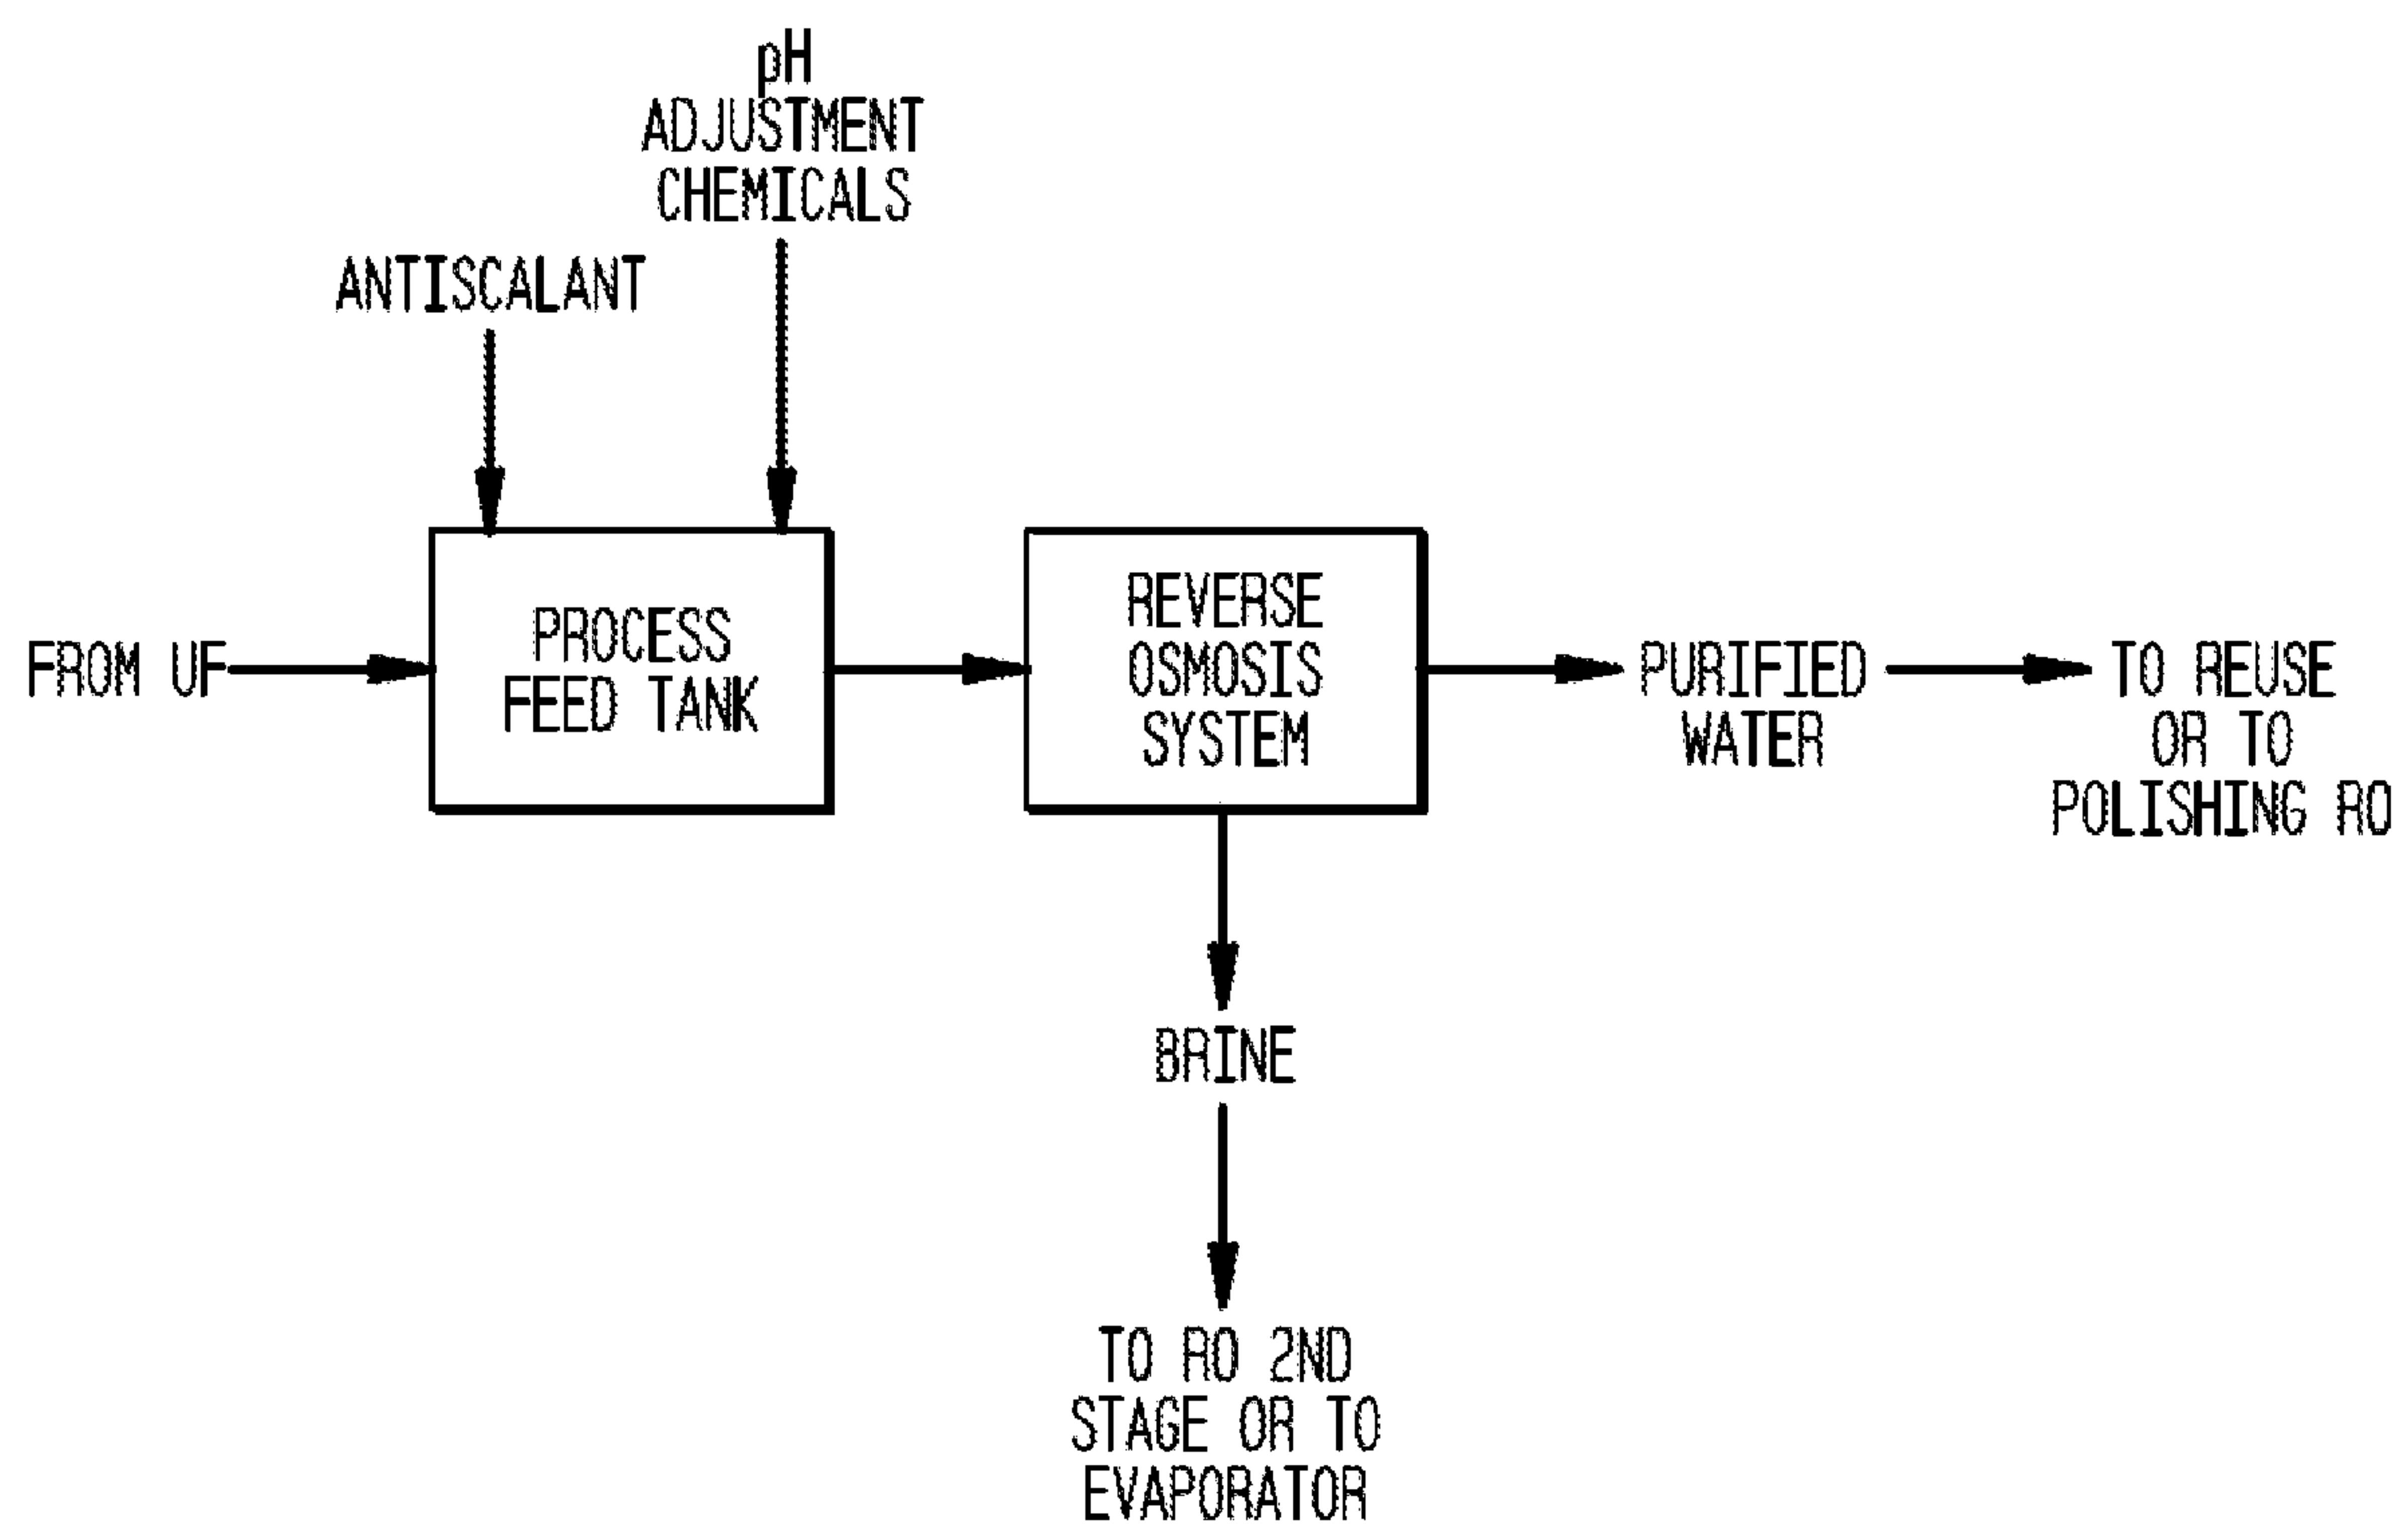 pH
ADJUSTMENT
CHEMICALS
ANTISCALANT
FROM UF
PROCESS
FEED TANK
REVERSE
OSMOSIS
SYSTEM
PURIFIED
WATER
TO REUSE
OR TO
POLISHING RO
BRINE
TO RO 2ND
STAGE OR TO
EVAPORATOR